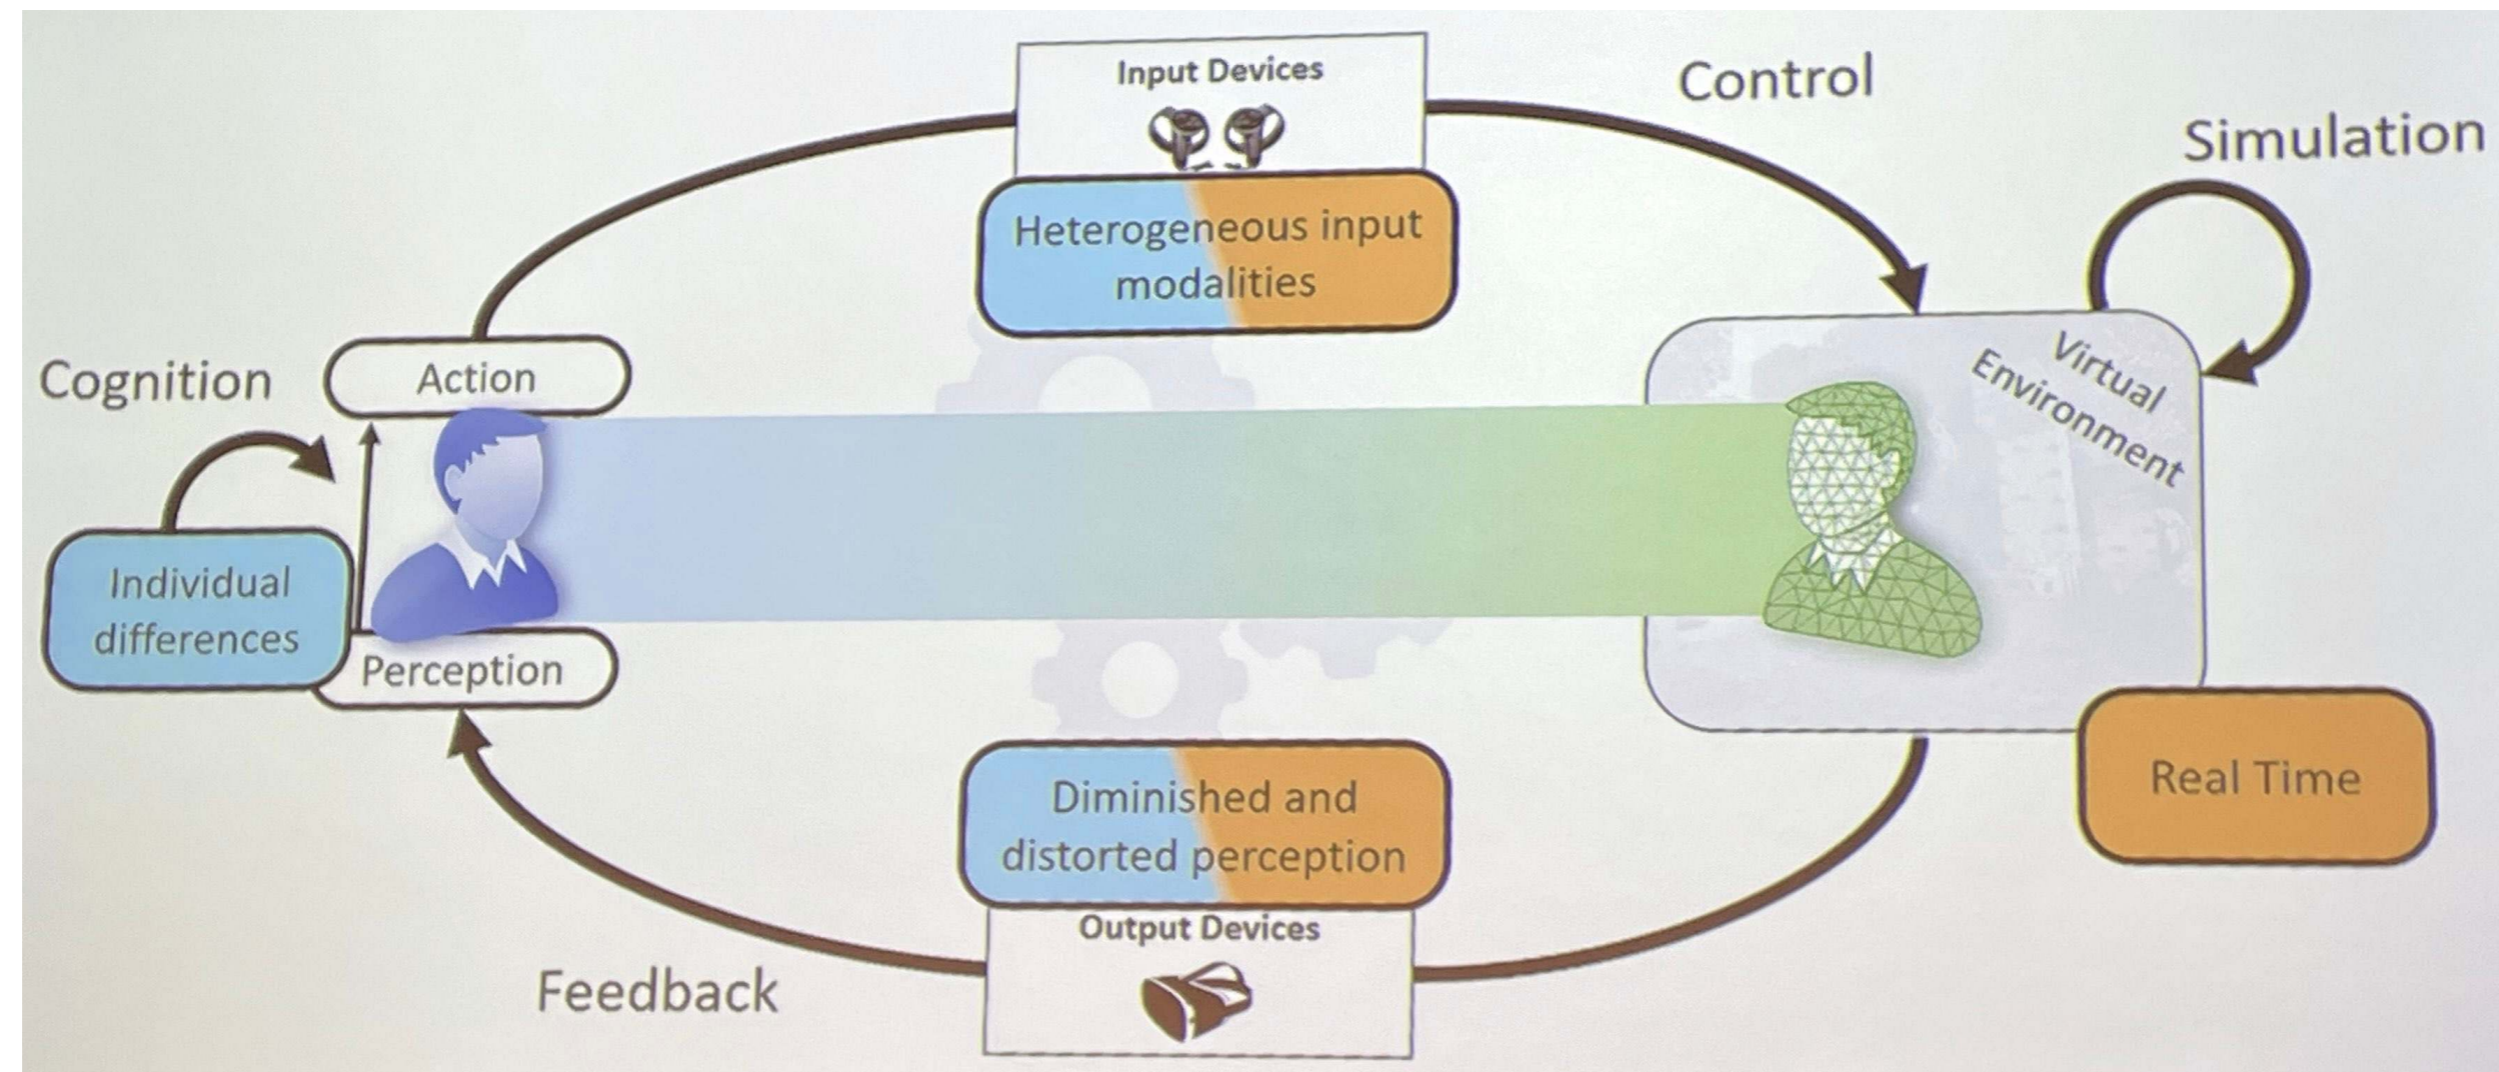 Input Devices
Control
Simulation
Heterogeneous input
modalities
Cognition
Action
Virtual
Environment
Individual
differences
Perception
Diminished and
distorted perception
Real Time
Output Devices
Feedback